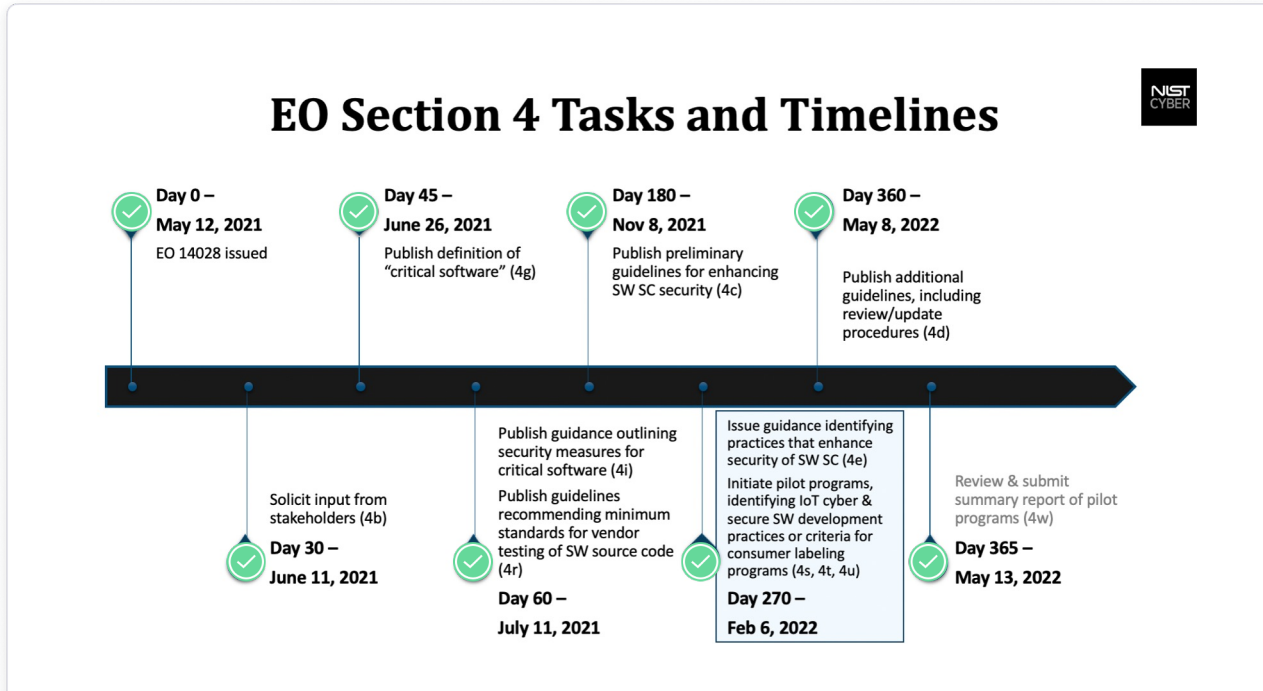 EO Section 4 Tasks and Timelines
NIST
CYBER
Day 0 –
May 12, 2021
EO 14028 issued
Day 45 –
June 26, 2021
Publish definition of
“critical software” (4g)
Day 180 –
Nov 8, 2021
Publish preliminary
guidelines for enhancing
SW SC security (4c)
Day 360 –
May 8, 2022
Publish additional
guidelines, including
review/update
procedures (4d)
Solicit input from
stakeholders (4b)
Day 30 –
June 11, 2021
Publish guidance outlining
security measures for
critical software (4i)
Publish guidelines
recommending minimum
standards for vendor
testing of SW source code
(4r)
Day 60 –
July 11, 2021
Issue guidance identifying
practices that enhance
security of SW SC (4e)
Initiate pilot programs,
identifying IoT cyber &
secure SW development
practices or criteria for
consumer labeling
programs (4s, 4t, 4u)
Day 270 –
Feb 6, 2022
Review & submit
summary report of pilot
programs (4w)
Day 365 –
May 13, 2022